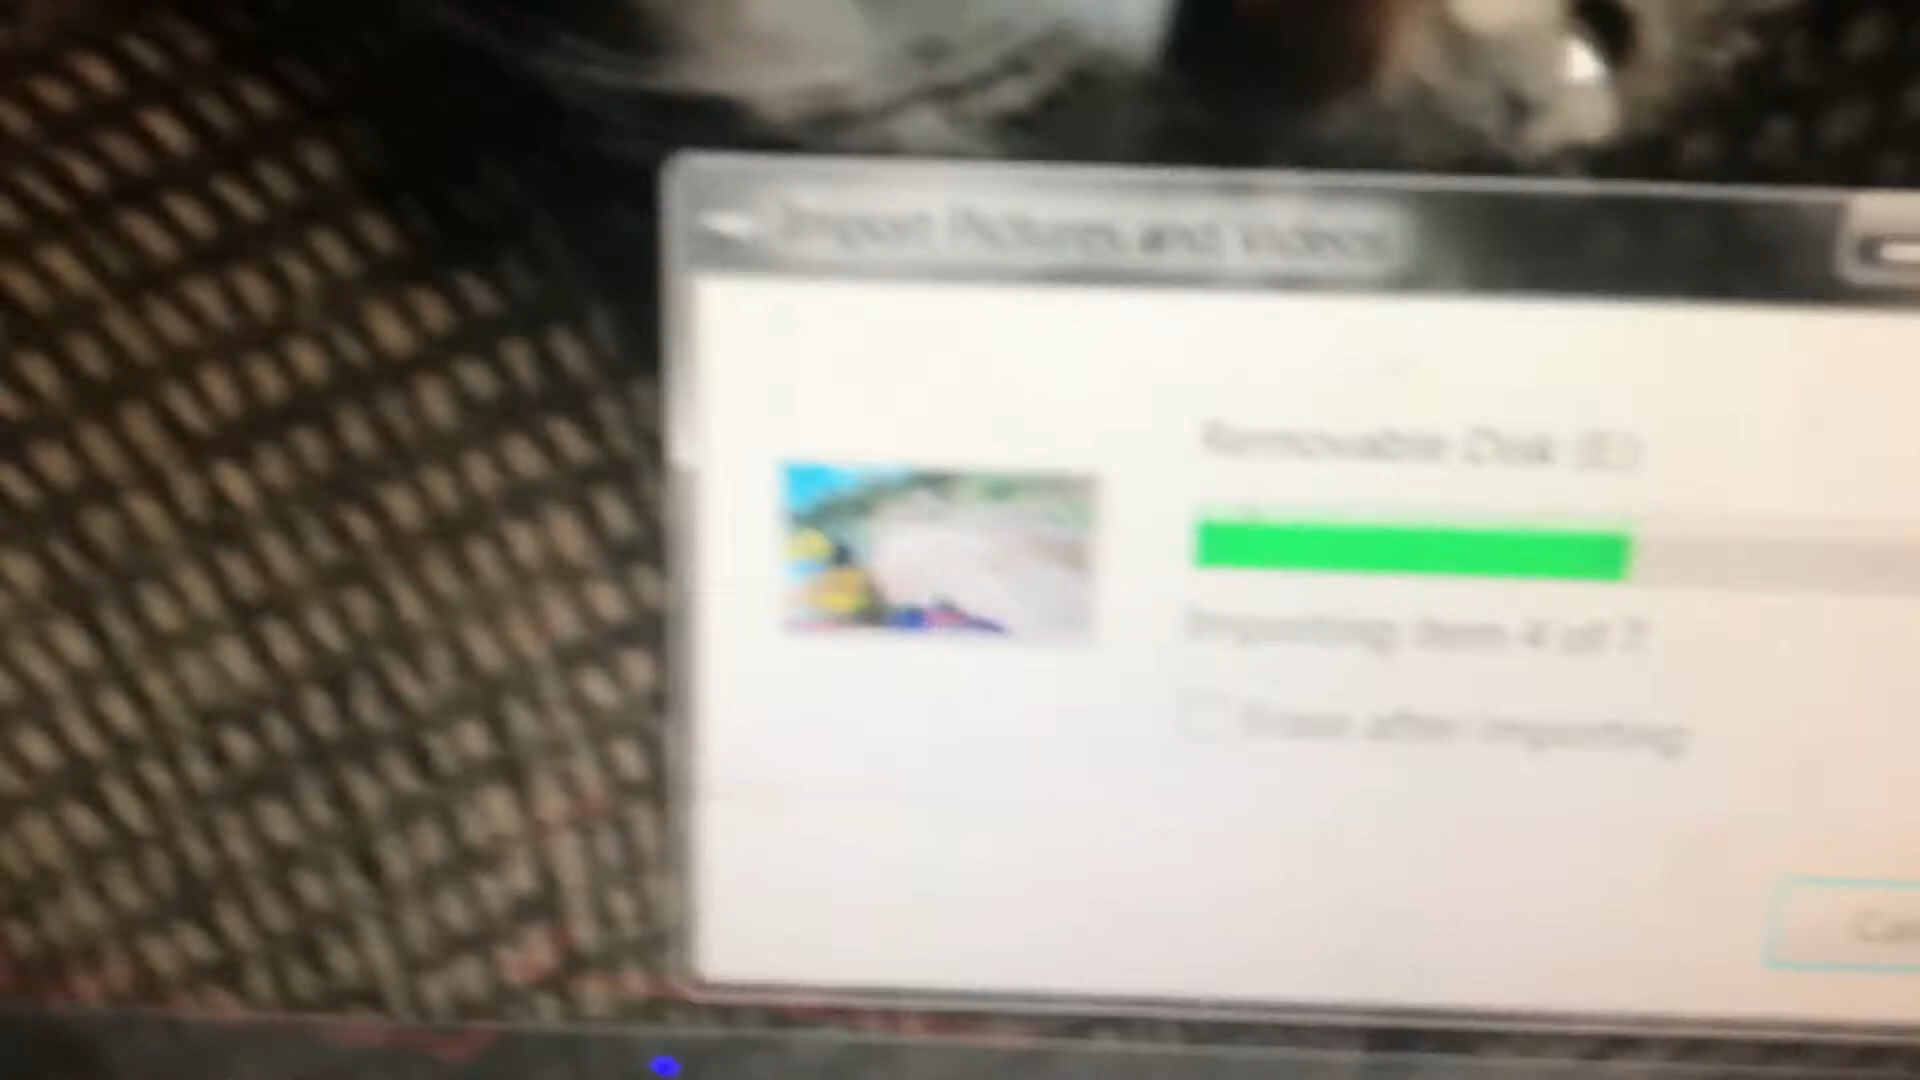 Import Pictures and Videos
Removable Disk (E:)
Importing item 4 of 7
Erase after importing